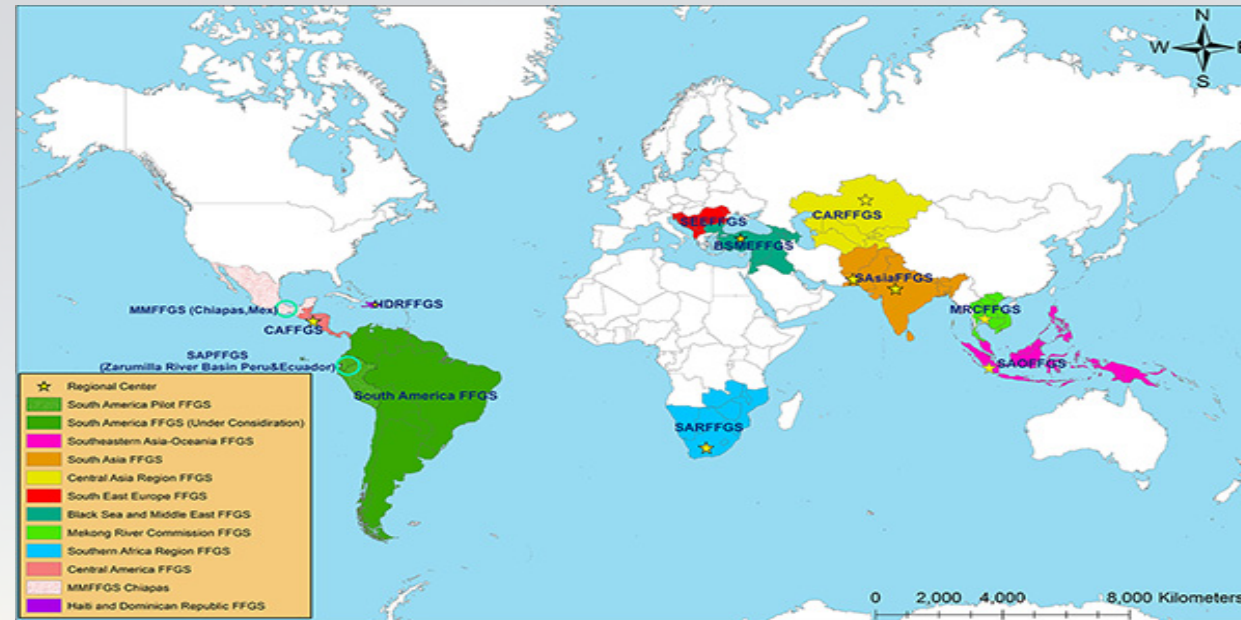 N
W E
S
CARFFGS
SEEFFGS
BSMEFFGS
SAsiaFFGS
HDRFFGS
MMFFGS (Chiapas,Mex)
MRCFFGS
CAFFGS
SAPFFGS
(Zarumilla River Basin Peru&Ecuador)
SAOFFGS
South America FFGS
SARFFGS
Regional Center
South America Pilot FFGS
South America FFGS (Under Considiration)
Southeastern Asia-Oceania FFGS
South Asia FFGS
Central Asia Region FFGS
South East Europe FFGS
Black Sea and Middle East FFGS
Mekong River Commission FFGS
Southern Africa Region FFGS
Central America FFGS
MMFFGS Chiapas
Haiti and Dominican Republic FFGS
0 2,000 4,000 8,000 Kilometers